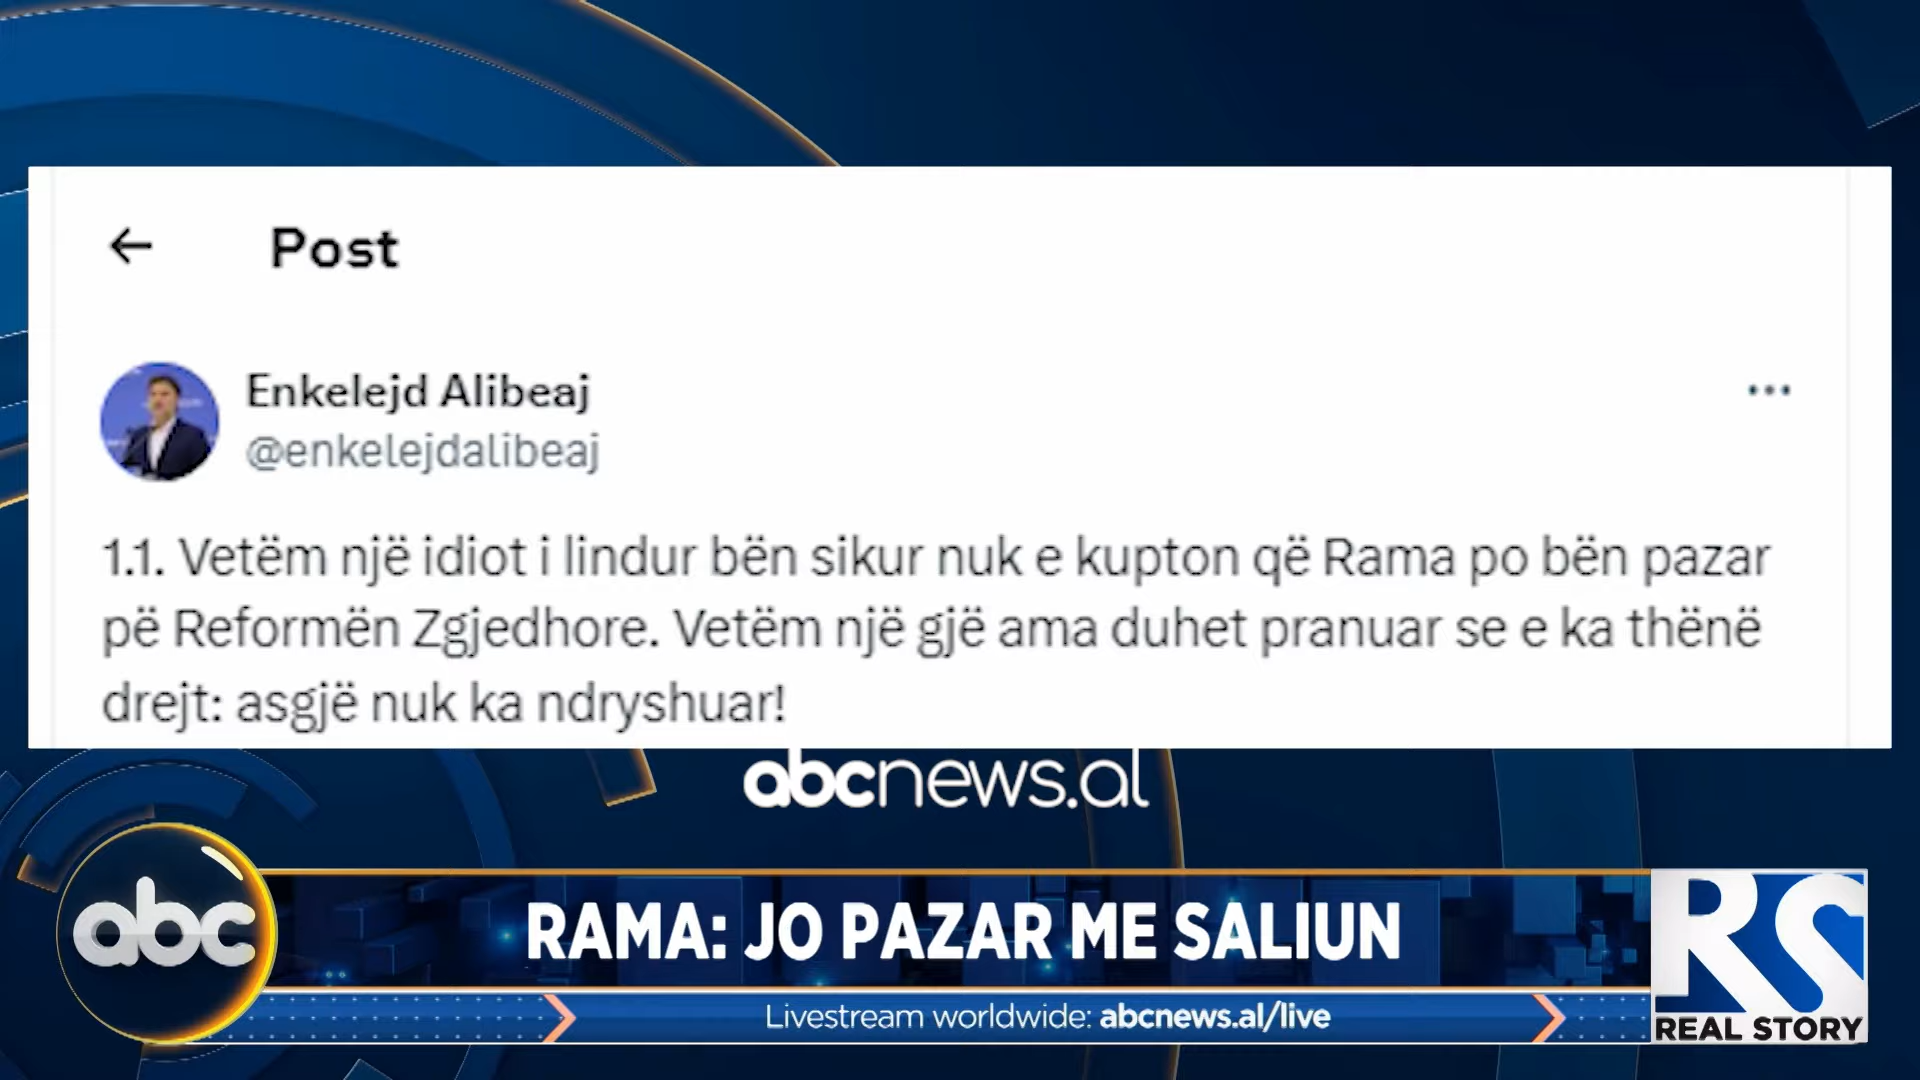 Post
Enkelejd Alibeaj
@enkelejdalibeaj
1.1. Vetëm një idiot i lindur bën sikur nuk e kupton që Rama po bën pazar
pë Reformën Zgjedhore. Vetëm një gjë ama duhet pranuar se e ka thënë
drejt: asgjë nuk ka ndryshuar!
abcnews.al
abc
RAMA: JO PAZAR ME SALIUN
Livestream worldwide: abcnews.al/live
RS
REAL STORY